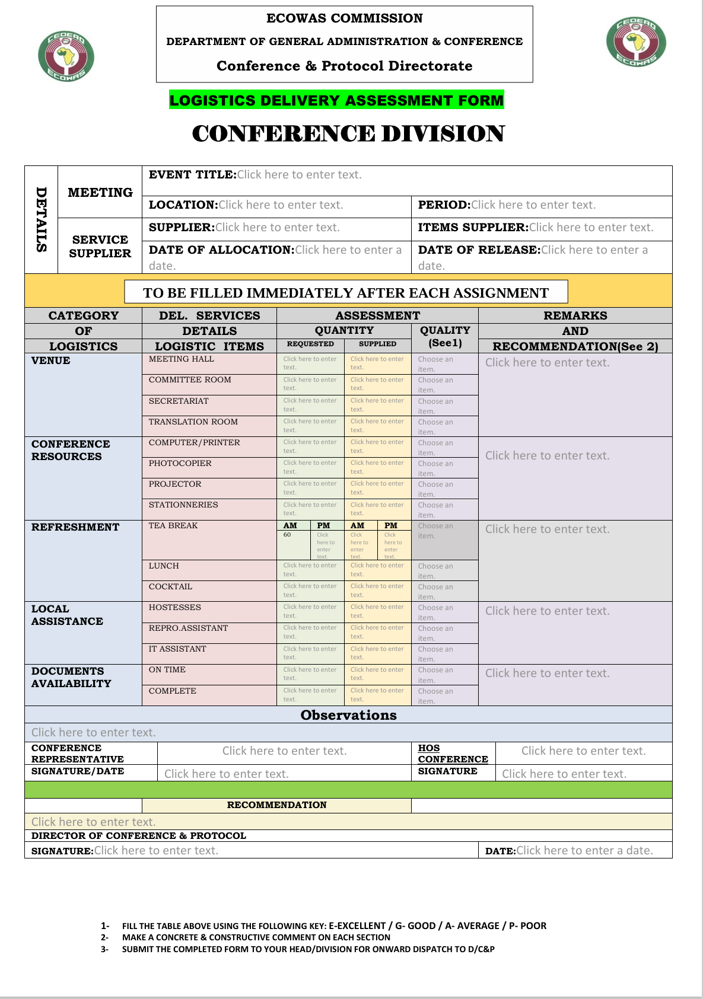 ECOWAS COMMISSION
DEPARTMENT OF GENERAL ADMINISTRATION & CONFERENCE
Conference & Protocol Directorate
CEDEAO
ECOWAS
CEDEAO
ECOWAS
LOGISTICS DELIVERY ASSESSMENT FORM
CONFERENCE DIVISION
DETAILS
MEETING
EVENT TITLE:Click here to enter text.
LOCATION:Click here to enter text.
PERIOD:Click here to enter text.
SERVICE
SUPPLIER
SUPPLIER:Click here to enter text.
ITEMS SUPPLIER:Click here to enter text.
DATE OF ALLOCATION:Click here to enter a
date.
DATE OF RELEASE:Click here to enter a
date.
TO BE FILLED IMMEDIATELY AFTER EACH ASSIGNMENT
CATEGORY
OF
LOGISTICS
DEL. SERVICES
DETAILS
LOGISTIC ITEMS
ASSESSMENT
QUANTITY
REQUESTED
SUPPLIED
QUALITY
(See1)
REMARKS
AND
RECOMMENDATION(See 2)
VENUE
MEETING HALL
Click here to enter
text.
Click here to enter
text.
Choose an
item.
Click here to enter text.
COMMITTEE ROOM
Click here to enter
text.
Click here to enter
text.
Choose an
item.
SECRETARIAT
Click here to enter
text.
Click here to enter
text.
Choose an
item.
TRANSLATION ROOM
Click here to enter
text.
Click here to enter
text.
Choose an
item.
CONFERENCE
RESOURCES
COMPUTER/PRINTER
Click here to enter
text.
Click here to enter
text.
Choose an
item.
Click here to enter text.
PHOTOCOPIER
Click here to enter
text.
Click here to enter
text.
Choose an
item.
PROJECTOR
Click here to enter
text.
Click here to enter
text.
Choose an
item.
STATIONNERIES
Click here to enter
text.
Click here to enter
text.
Choose an
item.
REFRESHMENT
TEA BREAK
AM
PM
AM
PM
60
Click
here to
enter
text.
Click
here to
enter
text.
Click
here to
enter
text.
Choose an
item.
Click here to enter text.
LUNCH
Click here to enter
text.
Click here to enter
text.
Choose an
item.
COCKTAIL
Click here to enter
text.
Click here to enter
text.
Choose an
item.
LOCAL
ASSISTANCE
HOSTESSES
Click here to enter
text.
Click here to enter
text.
Choose an
item.
Click here to enter text.
REPRO.ASSISTANT
Click here to enter
text.
Click here to enter
text.
Choose an
item.
IT ASSISTANT
Click here to enter
text.
Click here to enter
text.
Choose an
item.
DOCUMENTS
AVAILABILITY
ON TIME
Click here to enter
text.
Click here to enter
text.
Choose an
item.
Click here to enter text.
COMPLETE
Click here to enter
text.
Click here to enter
text.
Choose an
item.
Observations
Click here to enter text.
CONFERENCE
REPRESENTATIVE
Click here to enter text.
HOS
CONFERENCE
Click here to enter text.
SIGNATURE/DATE
Click here to enter text.
SIGNATURE
Click here to enter text.
RECOMMENDATION
Click here to enter text.
DIRECTOR OF CONFERENCE & PROTOCOL
SIGNATURE:Click here to enter text.
DATE:Click here to enter a date.
1- FILL THE TABLE ABOVE USING THE FOLLOWING KEY: E-EXCELLENT / G- GOOD / A- AVERAGE / P- POOR
2- MAKE A CONCRETE & CONSTRUCTIVE COMMENT ON EACH SECTION
3- SUBMIT THE COMPLETED FORM TO YOUR HEAD/DIVISION FOR ONWARD DISPATCH TO D/C&P